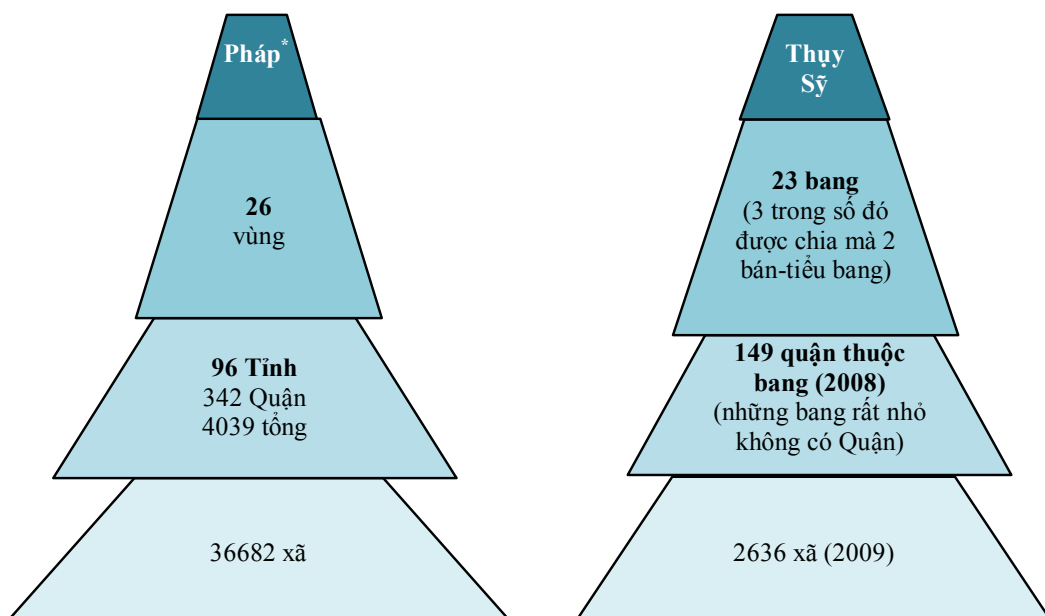 Pháp*
26
vùng
96 Tỉnh
342 Quận
4039 tổng
36682 xã
Thụy
Sỹ
23 bang
(3 trong số đó
được chia mà 2
bán-tiểu bang)
149 quận thuộc
bang (2008)
(những bang rất nhỏ
không có Quận)
2636 xã (2009)